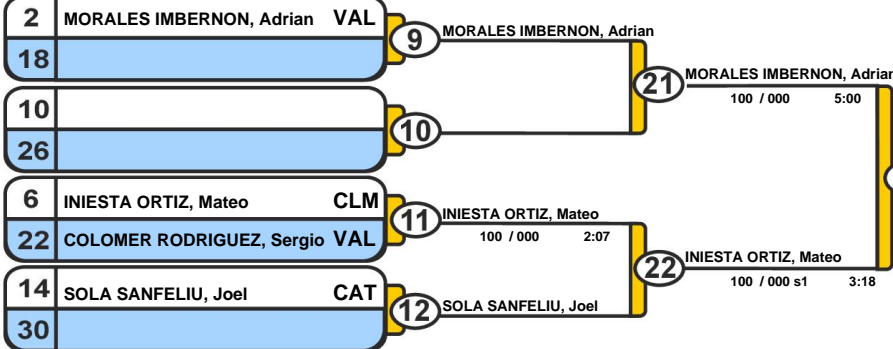 2 MORALES IMBERNON, Adrian VAL
18
9 MORALES IMBERNON, Adrian
10
26
10
21 MORALES IMBERNON, Adrian
100 / 000 5:00
6 INIESTA ORTIZ, Mateo CLM
22 COLOMER RODRIGUEZ, Sergio VAL
11 INIESTA ORTIZ, Mateo
100 / 000 2:07
14 SOLA SANFELIU, Joel CAT
30
12 SOLA SANFELIU, Joel
22 INIESTA ORTIZ, Mateo
100 / 000 s1 3:18